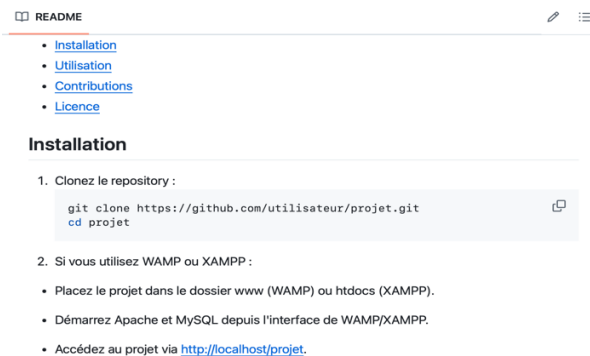 README
Installation
Utilisation
Contributions
Licence
Installation
1. Clonez le repository :
git clone https://github.com/utilisateur/projet.git
cd projet
2. Si vous utilisez WAMP ou XAMPP :
• Placez le projet dans le dossier www (WAMP) ou htdocs (XAMPP).
• Démarrez Apache et MySQL depuis l'interface de WAMP/XAMPP.
• Accédez au projet via http://localhost/projet.